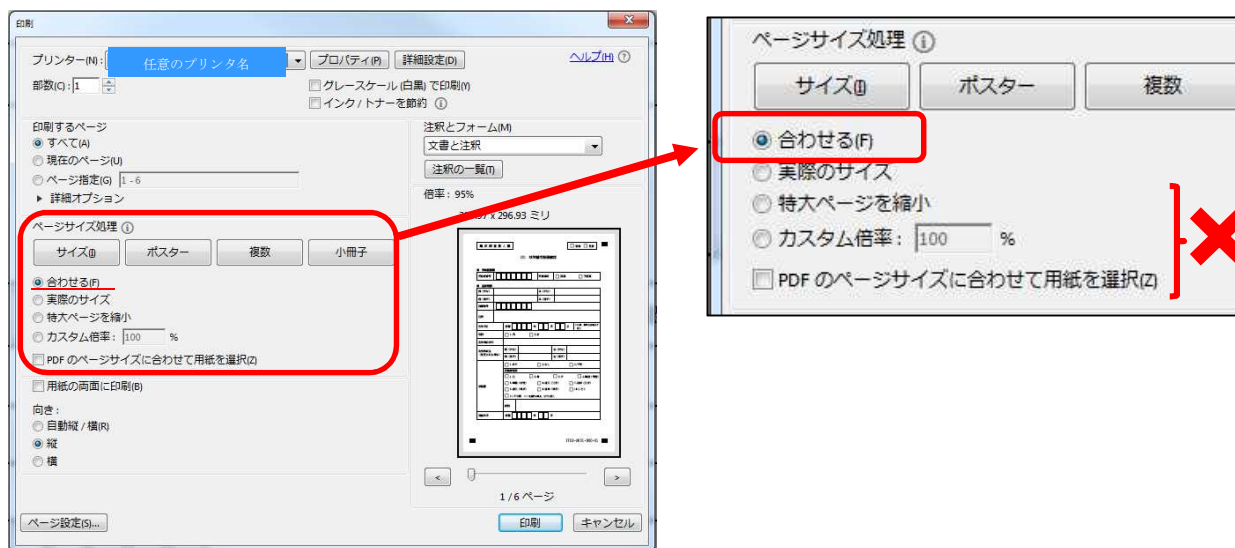 印刷
プリンター(N): 任意のプリンタ名 プロパティ(P) 詳細設定(D) ヘルプ(H)
部数(C): 1 グレースケール (白黒) で印刷(Y)
インク / トナーを節約
印刷するページ
すべて(A)
現在のページ(U)
ページ指定(G) 1 - 6
詳細オプション
注釈とフォーム(M)
文書と注釈
注釈の一覧(T)
倍率: 95%
x 296.93 ミリ
ページサイズ処理
サイズ(I) ポスター 複数 小冊子
合わせる(F)
実際のサイズ
特大ページを縮小
カスタム倍率: 100 %
PDF のページサイズに合わせて用紙を選択(Z)
用紙の両面に印刷(B)
向き:
自動縦 / 横(R)
縦
横
< >
1 / 6 ページ
ページ設定(S)... 印刷 キャンセル
ページサイズ処理
サイズ(I) ポスター 複数
合わせる(F)
実際のサイズ
特大ページを縮小
カスタム倍率: 100 %
PDF のページサイズに合わせて用紙を選択(Z)